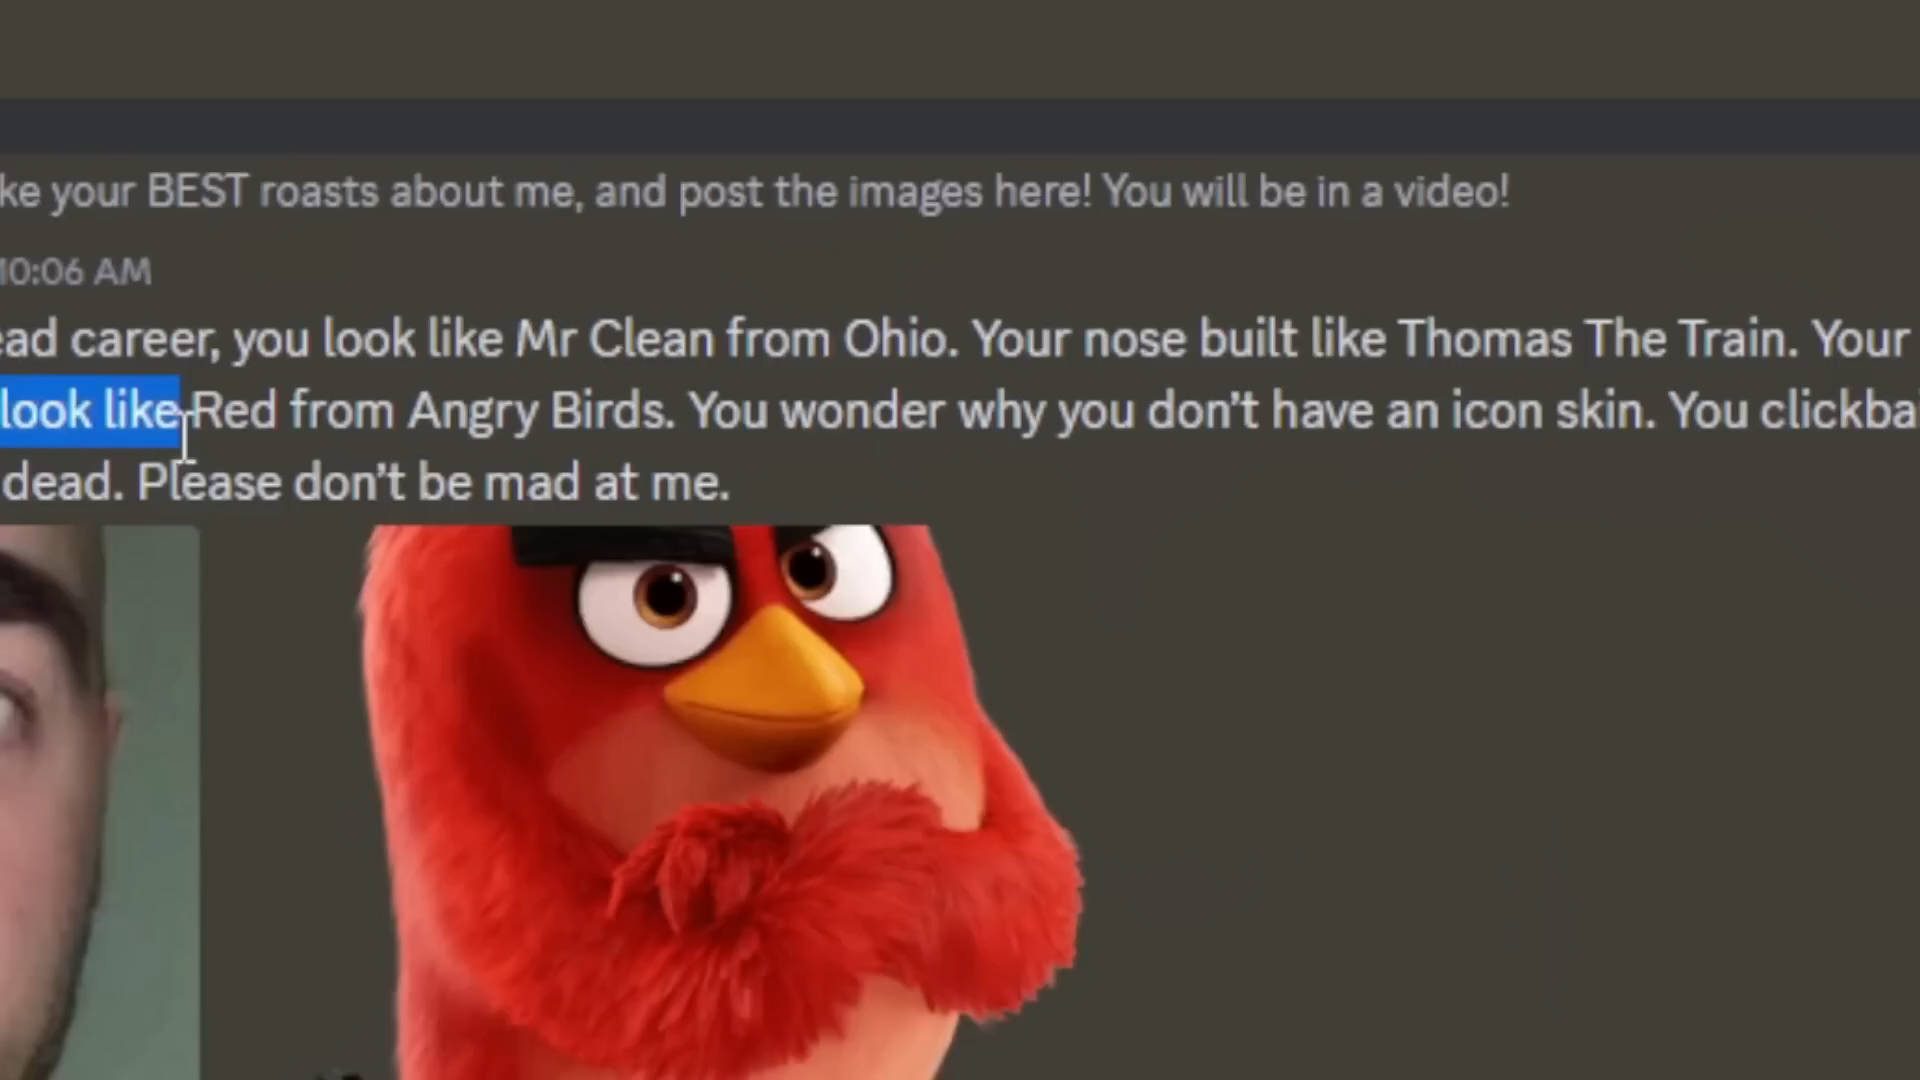 ke your BEST roasts about me, and post the images here! You will be in a video!
10:06 AM
ead career, you look like Mr Clean from Ohio. Your nose built like Thomas The Train. Your
look like Red from Angry Birds. You wonder why you don't have an icon skin. You clickba
dead. Please don't be mad at me.